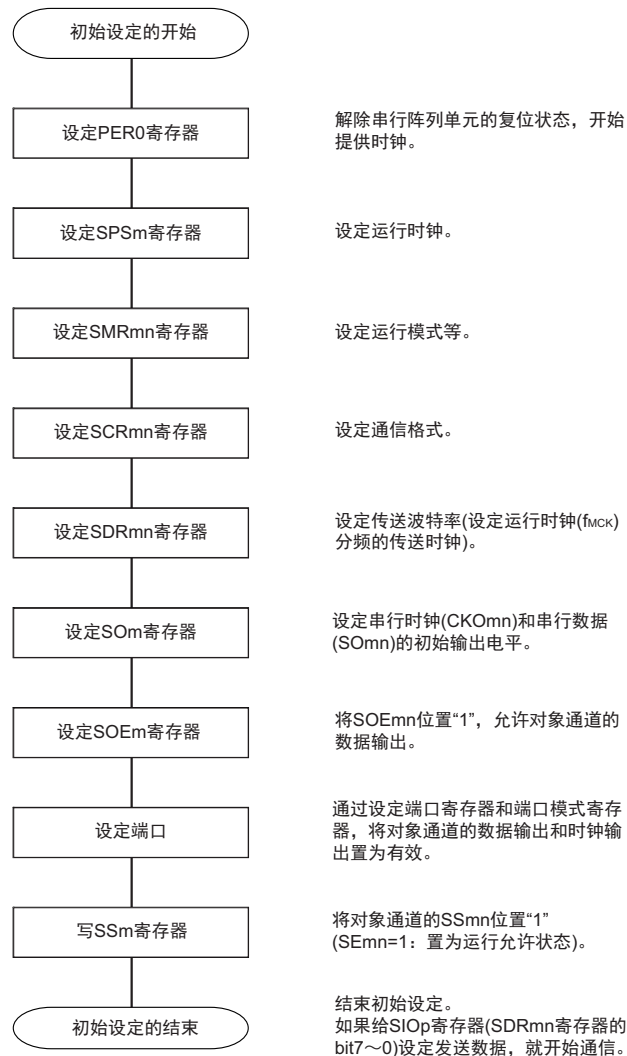 初始设定的开始
设定PER0寄存器
解除串行阵列单元的复位状态，开始
提供时钟。
设定SPSm寄存器
设定运行时钟。
设定SMRmn寄存器
设定运行模式等。
设定SCRmn寄存器
设定通信格式。
设定SDRmn寄存器
设定传送波特率(设定运行时钟(fMCK)
分频的传送时钟)。
设定SOm寄存器
设定串行时钟(CKOmn)和串行数据
(SOmn)的初始输出电平。
设定SOEm寄存器
将SOEmn位置“1”，允许对象通道的
数据输出。
设定端口
通过设定端口寄存器和端口模式寄存
器，将对象通道的数据输出和时钟输
出置为有效。
写SSm寄存器
将对象通道的SSmn位置“1”
(SEmn=1：置为运行允许状态)。
初始设定的结束
结束初始设定。
如果给SIOp寄存器(SDRmn寄存器的
bit7～0)设定发送数据，就开始通信。